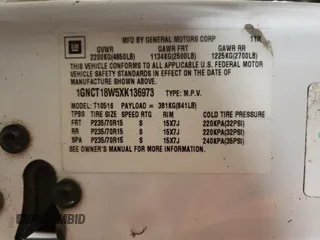 GM
MFD BY GENERAL MOTORS CORP
11A
GVWR GAWR FRT GAWR RR
2200KG(4850LB) 1134KG(2500LB) 1225KG(2700LB)
THIS VEHICLE CONFORMS TO ALL APPLICABLE U.S. FEDERAL MOTOR
VEHICLE SAFETY STANDARDS IN EFFECT ON THE DATE OF
MANUFACTURE SHOWN ABOVE.
1GNCT18W5XK136973 TYPE: M.P.V.
MODEL: T10516 PAYLOAD = 381KG(841LB)
TIRE SIZE SPEED RTG RIM COLD TIRE PRESSURE
FRT P235/70R15 S 15X7J 220KPA(32PSI)
RR P235/70R15 S 15X7J 220KPA(32PSI)
SPA P235/70R15 S 15X7J 240KPA(35PSI)
SEE OWNER'S MANUAL FOR ADDITIONAL INFORMATION